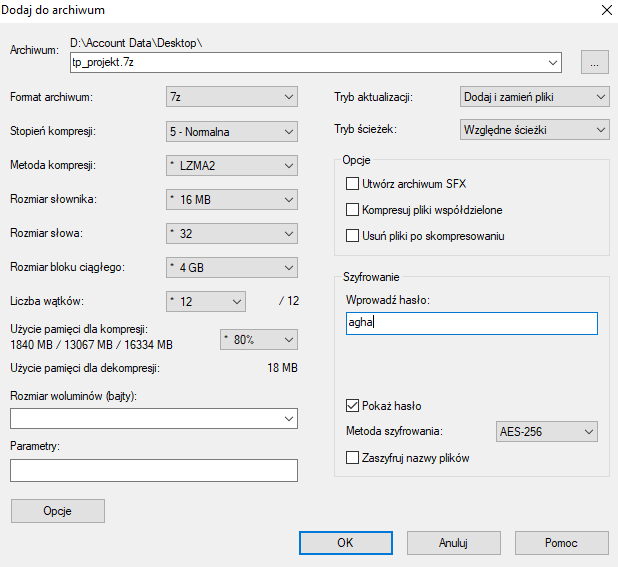 Dodaj do archiwum
Archiwum:
D:\Account Data\Desktop\
tp_projekt.7z
...
Format archiwum:
7z
Stopień kompresji:
5 - Normalna
Metoda kompresji:
* LZMA2
Rozmiar słownika:
* 16 MB
Rozmiar słowa:
* 32
Rozmiar bloku ciągłego:
* 4 GB
Liczba wątków:
* 12
/ 12
Użycie pamięci dla kompresji:
1840 MB / 13067 MB / 16334 MB
* 80%
Użycie pamięci dla dekompresji:
18 MB
Rozmiar woluminów (bajty):
Parametry:
Opcje
Tryb aktualizacji:
Dodaj i zamień pliki
Tryb ścieżek:
Względne ścieżki
Opcje
Utwórz archiwum SFX
Kompresuj pliki współdzielone
Usuń pliki po skompresowaniu
Szyfrowanie
Wprowadź hasło:
agha
Pokaż hasło
Metoda szyfrowania:
AES-256
Zaszyfruj nazwy plików
OK
Anuluj
Pomoc